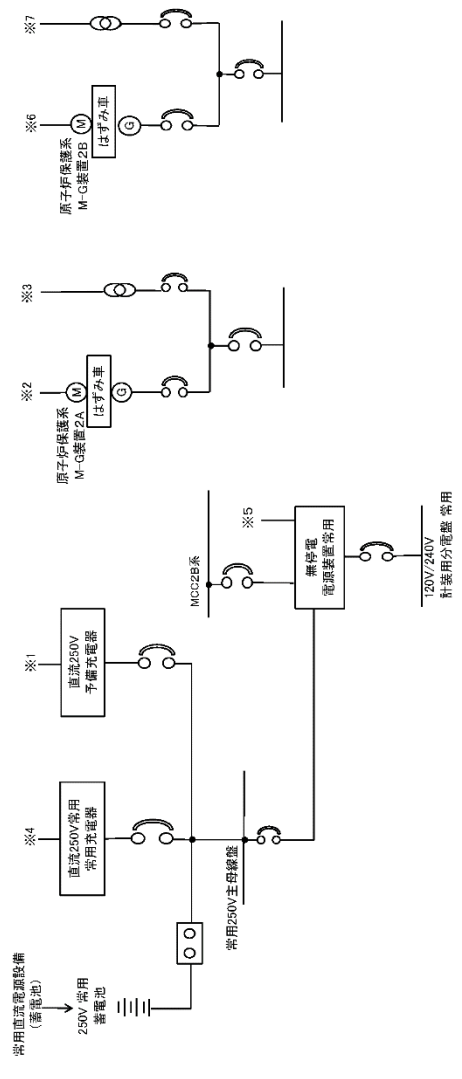 常用直流電源設備
(蓄電池)
250V 常用
蓄電池
※4
直流250V常用
常用充電器
※1
直流250V
予備充電器
常用250V主母線盤
MCC2B系
※5
無停電
電源装置常用
120V/240V
計装用分電盤 常用
※2
※3
原子炉保護系
M-G装置2A
M
はずみ車
G
※6
※7
原子炉保護系
M-G装置2B
M
はずみ車
G